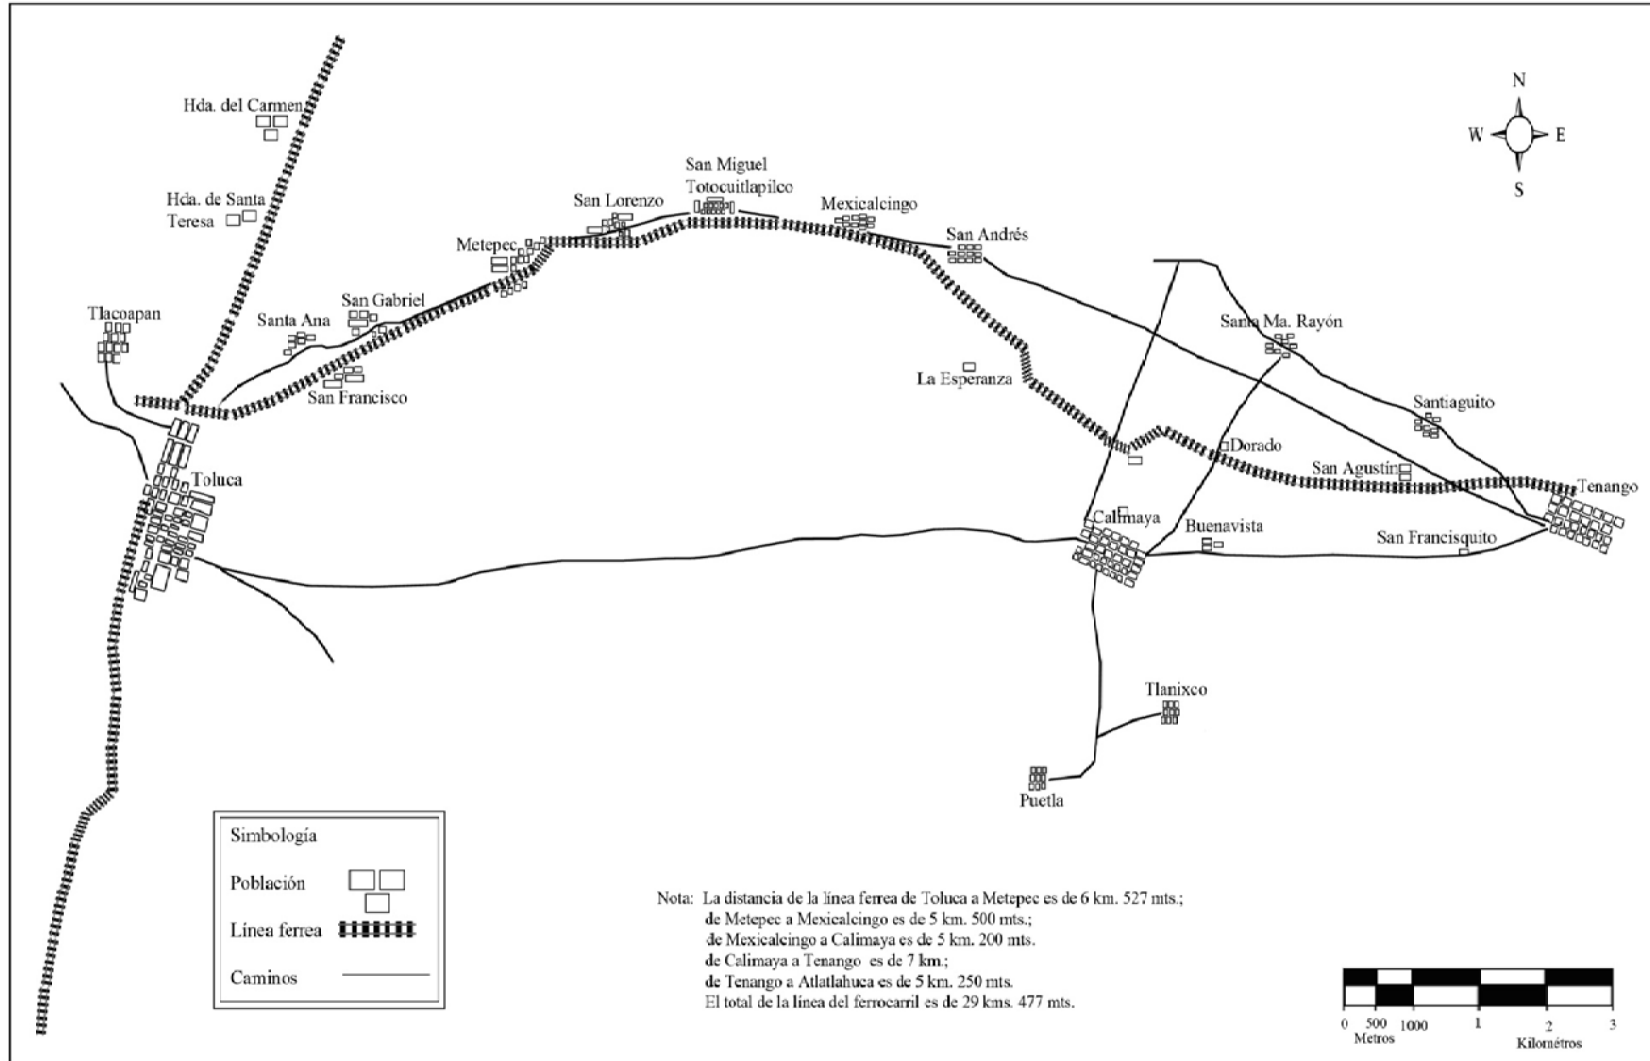 N
W E
S
Hda. del Carmen
Hda. de Santa
Teresa
San Miguel
Totocuitlapilco
San Lorenzo
Mexicalcingo
Metepec
San Andrés
San Gabriel
Santa Ana
Tlacoapan
Santa Ma. Rayón
La Esperanza
San Francisco
Santiaguito
Dorado
San Agustín
Toluca
Tenango
Calimaya
Buenavista
San Francisquito
Tlanixco
Puetla
Simbología
Población
Línea ferrea
Caminos
Nota: La distancia de la línea ferrea de Toluca a Metepec es de 6 km. 527 mts.;
de Metepec a Mexicalcingo es de 5 km. 500 mts.;
de Mexicalcingo a Calimaya es de 5 km. 200 mts.
de Calimaya a Tenango es de 7 km.;
de Tenango a Atlatlahuca es de 5 km. 250 mts.
El total de la línea del ferrocarril es de 29 kms. 477 mts.
0 500 1000 1 2 3
Metros Kilométros